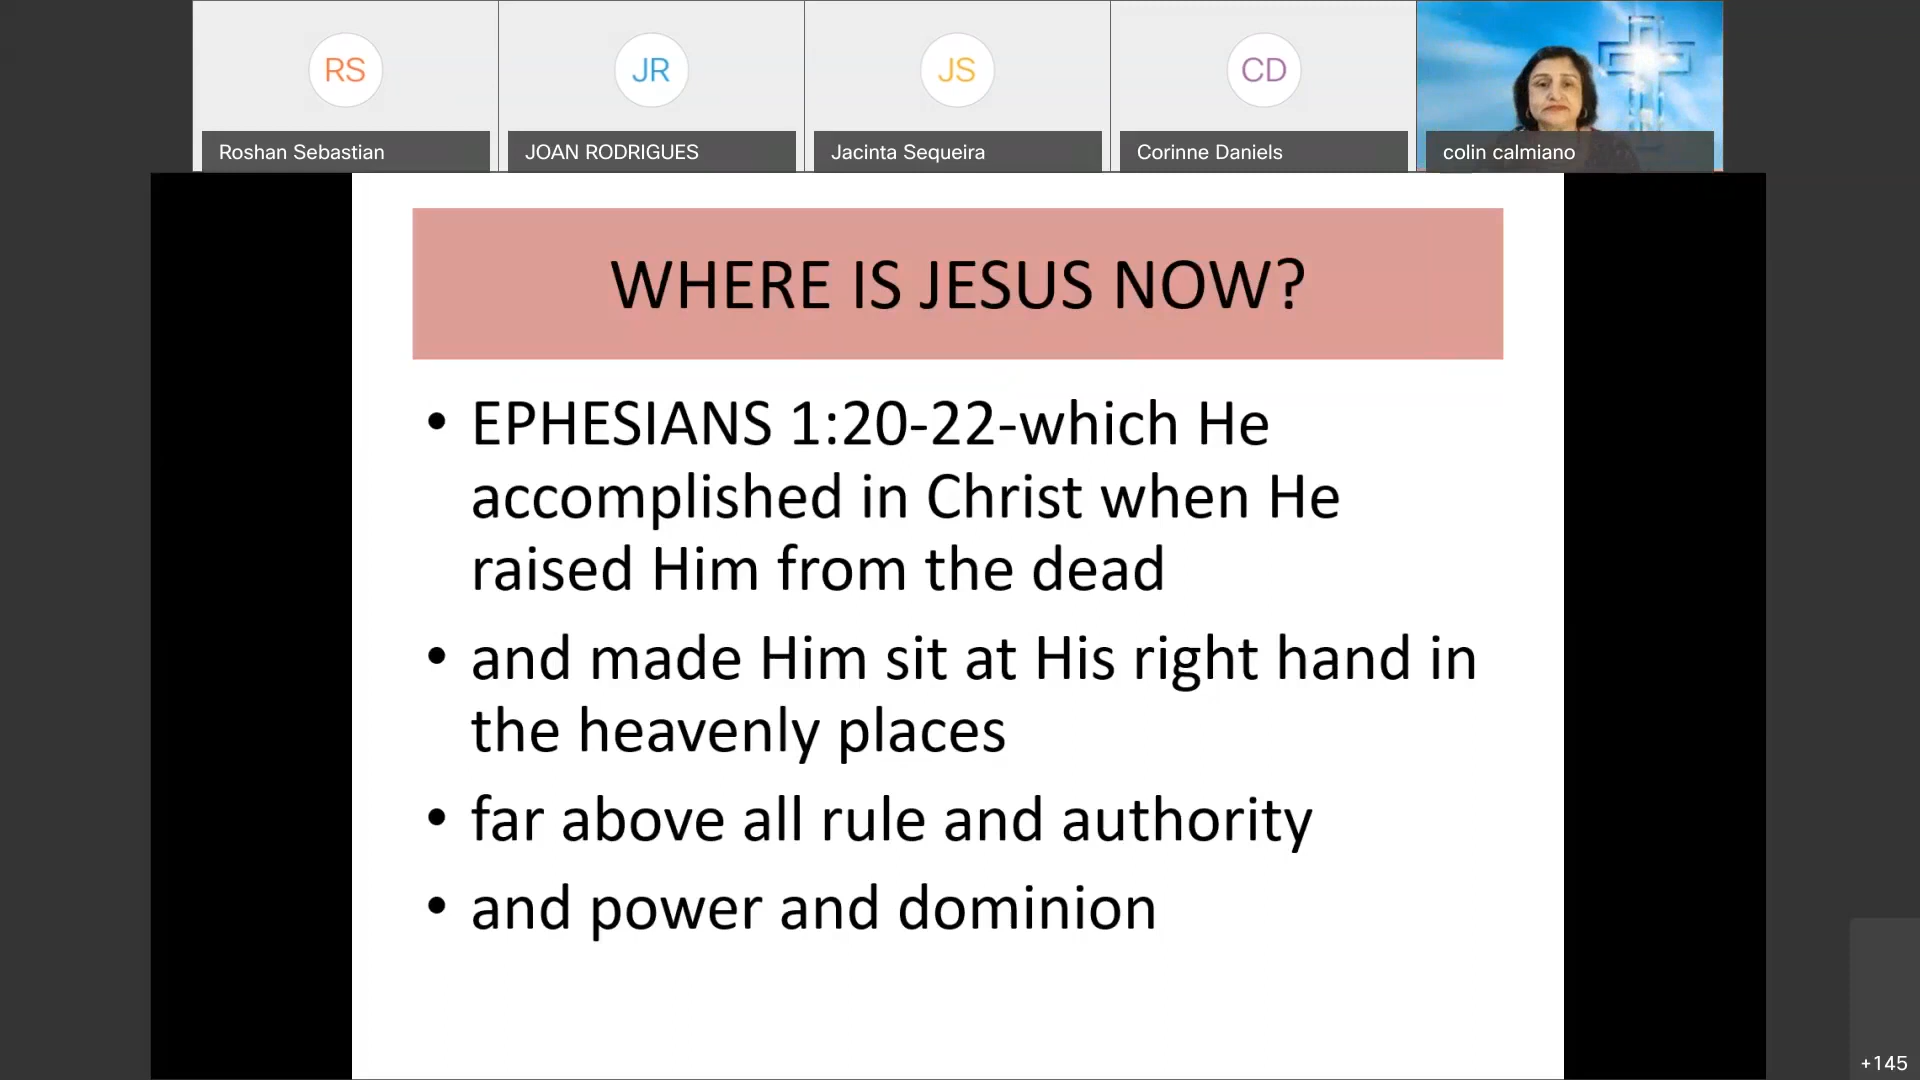 RS
JR
JS
CD
Roshan Sebastian
JOAN RODRIGUES
Jacinta Sequeira
Corinne Daniels
colin calmiano
WHERE IS JESUS NOW?
• EPHESIANS 1:20-22-which He
accomplished in Christ when He
raised Him from the dead
• and made Him sit at His right hand in
the heavenly places
• far above all rule and authority
• and power and dominion
+145